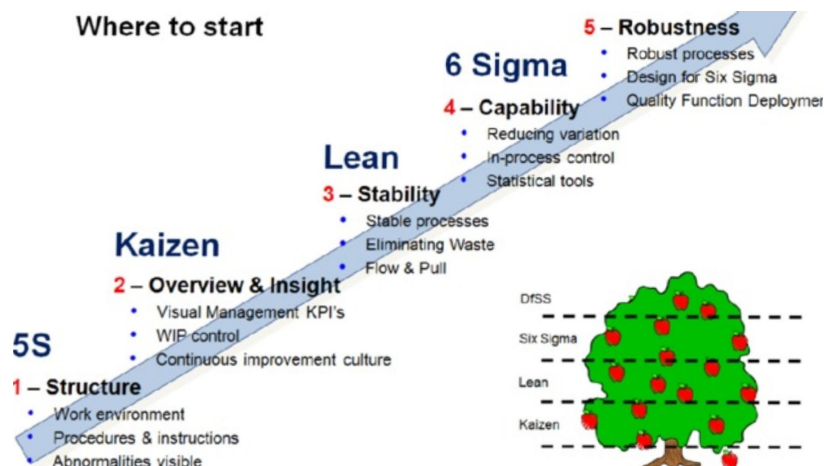 Where to start
5 – Robustness
Robust processes
Design for Six Sigma
Quality Function Deploymen
6 Sigma
4 – Capability
Reducing variation
In-process control
Statistical tools
Lean
3 – Stability
Stable processes
Eliminating Waste
Flow & Pull
Kaizen
2 – Overview & Insight
Visual Management KPI's
WIP control
Continuous improvement culture
5S
1 – Structure
Work environment
Procedures & instructions
Abnormalities visible
DfSS
Six Sigma
Lean
Kaizen